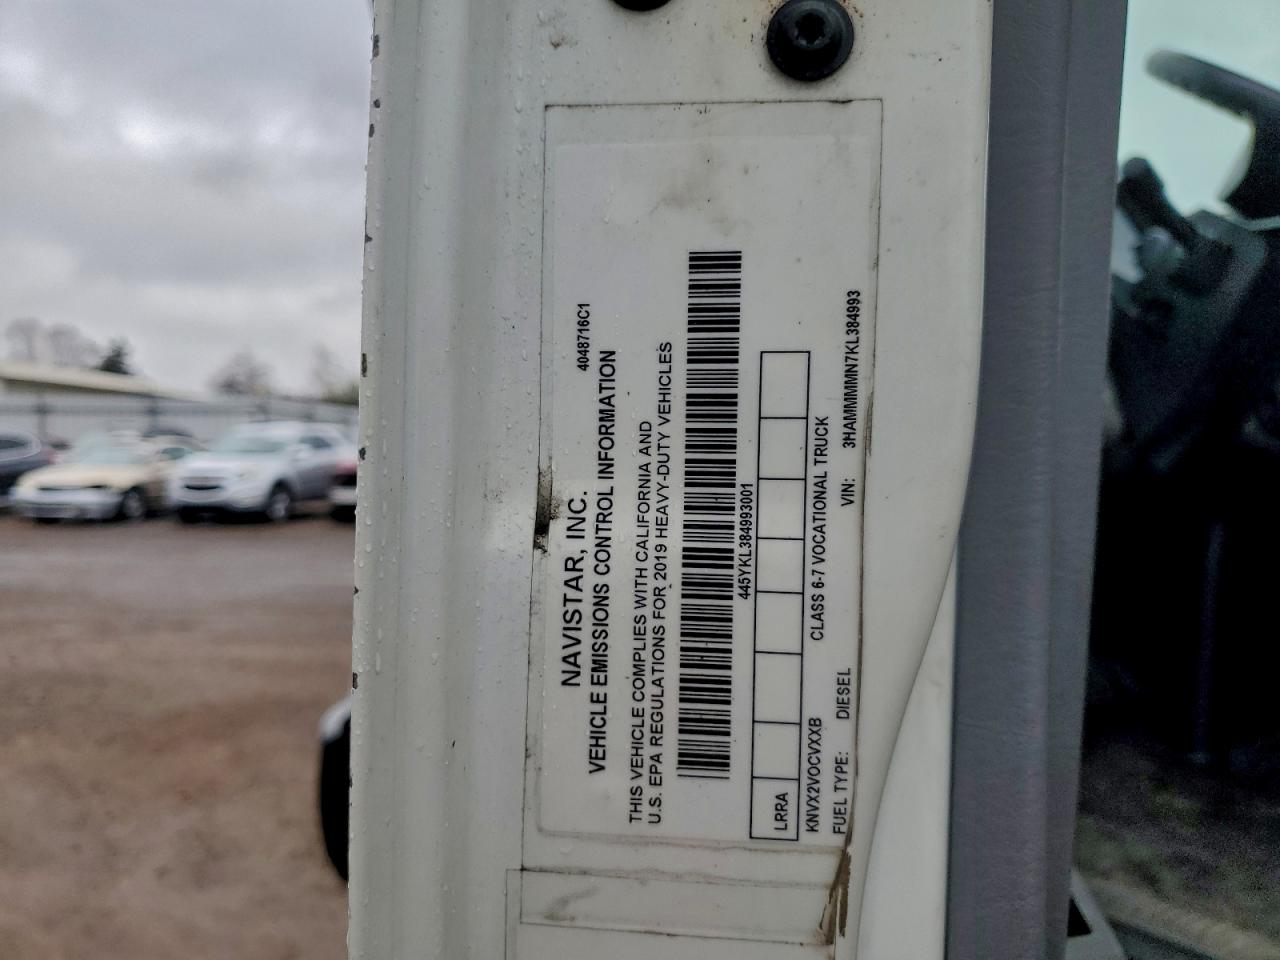 4048716C1
NAVISTAR, INC.
VEHICLE EMISSIONS CONTROL INFORMATION
THIS VEHICLE COMPLIES WITH CALIFORNIA AND
U.S. EPA REGULATIONS FOR 2019 HEAVY-DUTY VEHICLES
445YKL384993001
LRRA
KNVX2VOCVXXB CLASS 6-7 VOCATIONAL TRUCK
FUEL TYPE: DIESEL VIN: 3HAMMMMN7KL384993